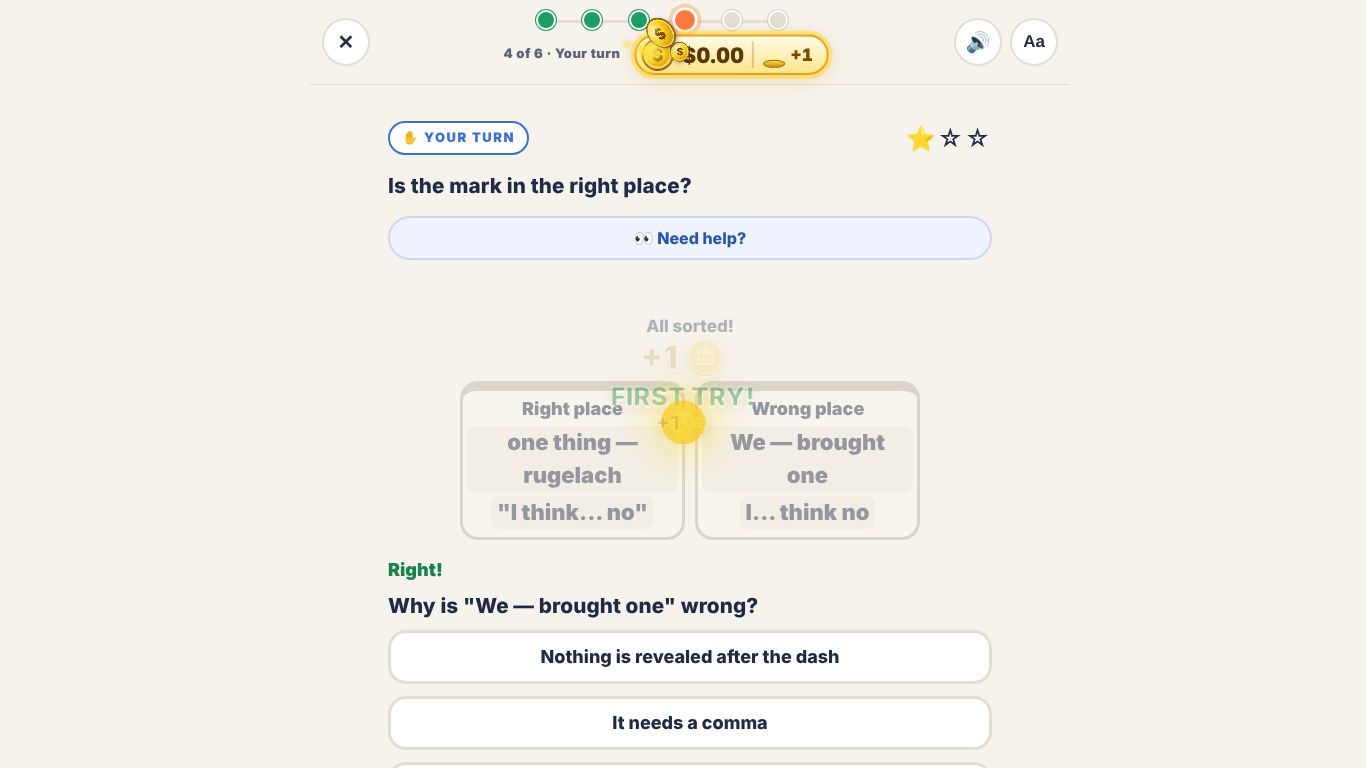 4 of 6 · Your turn
$0.00
+1
Aa
YOUR TURN
Is the mark in the right place?
Need help?
All sorted!
+1
FIRST TRY!
+1
Right place
Wrong place
one thing —
rugelach
"I think... no"
We — brought
one
I... think no
Right!
Why is "We — brought one" wrong?
Nothing is revealed after the dash
It needs a comma